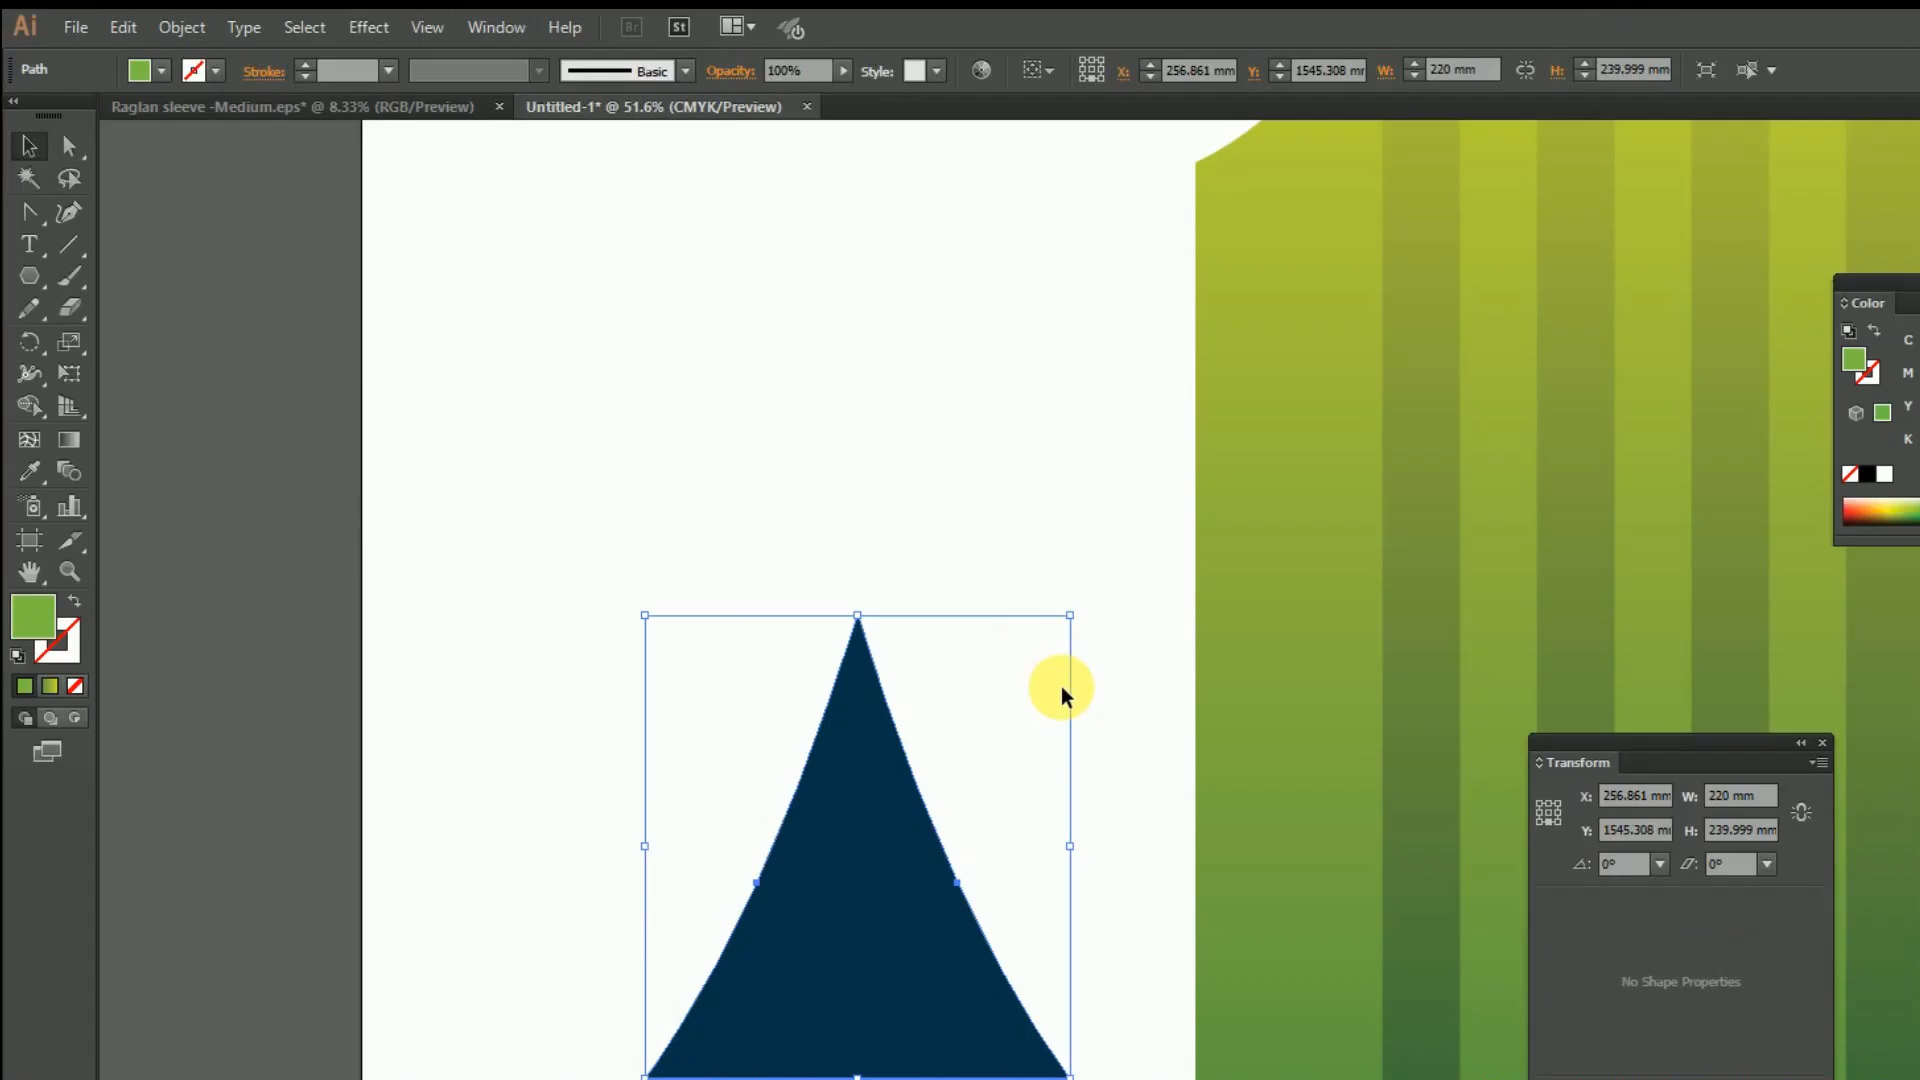 Ai File Edit Object Type Select Effect View Window Help Br St
Path Stroke: Basic Opacity: 100% Style: X: 256.861 mm Y: 1545.308 mm W: 220 mm H: 239.999 mm
Raglan sleeve -Medium.eps* @ 8.33% (RGB/Preview) × Untitled-1* @ 51.6% (CMYK/Preview) ×
T
Color
C
M
Y
K
Transform
X: 256.861 mm W: 220 mm
Y: 1545.308 m H: 239.999 mm
0° 0°
No Shape Properties